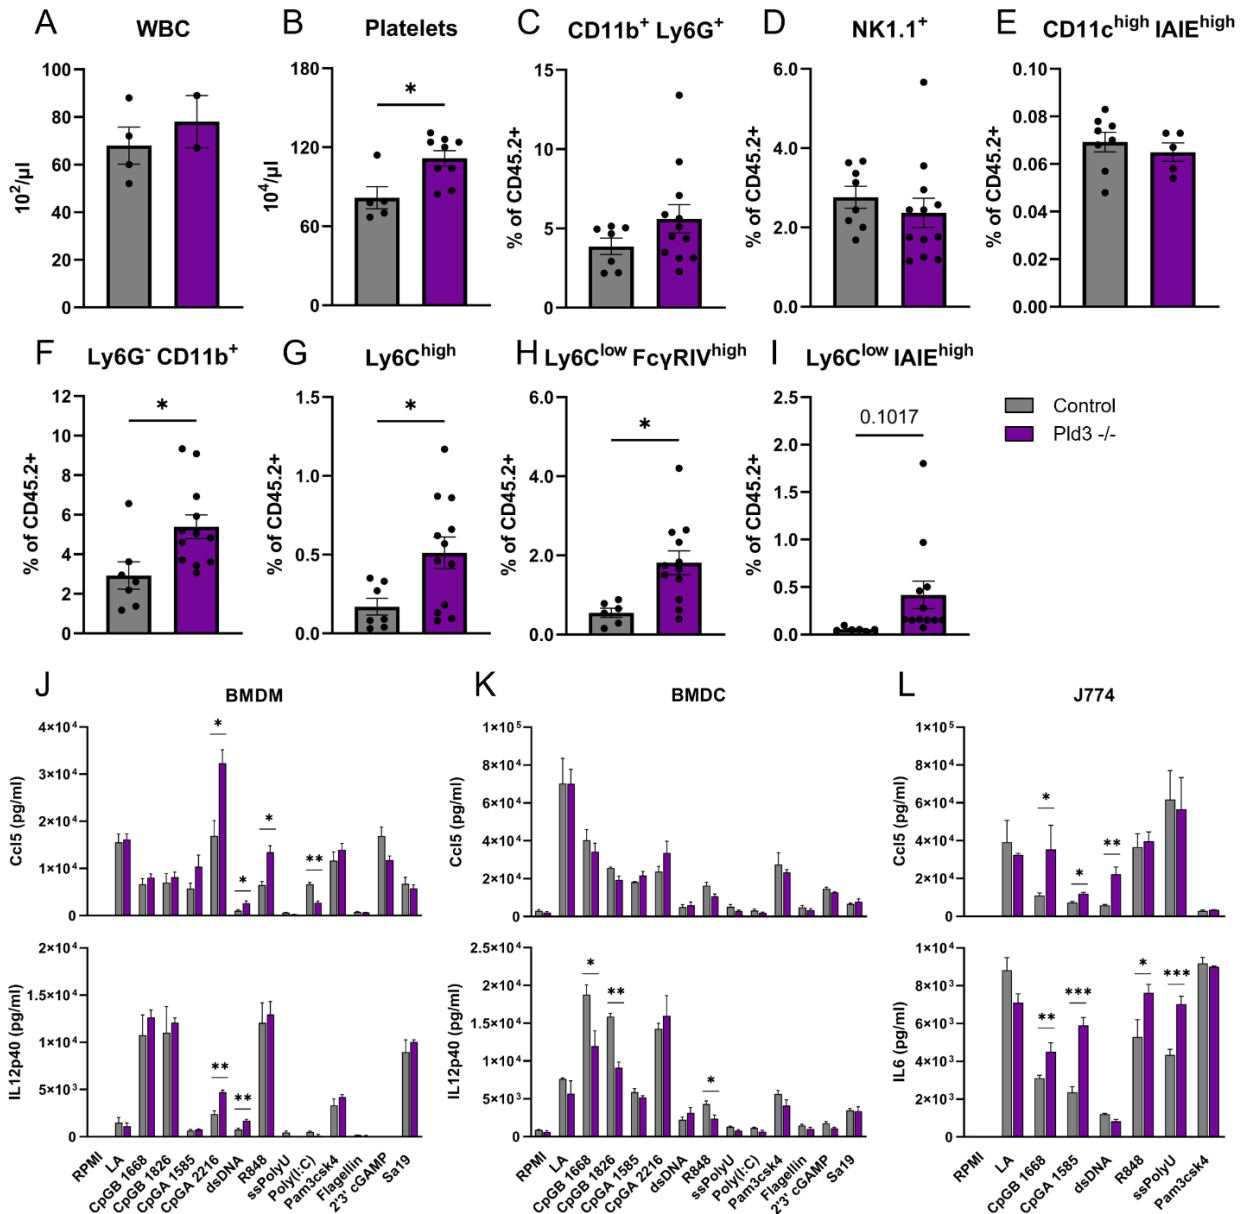 A WBC
B Platelets
C CD11b⁺ Ly6G⁺
D NK1.1⁺
E CD11cʰⁱᵍʰ IAIEʰⁱᵍʰ
10²/µl
100
80
60
40
20
0
10⁴/µl
180
120
60
0
*
% of CD45.2+
15
10
5
0
% of CD45.2+
6.0
4.0
2.0
0.0
% of CD45.2+
0.10
0.08
0.06
0.04
0.02
0.00
F Ly6G⁻ CD11b⁺
G Ly6Cʰⁱᵍʰ
H Ly6Cˡᵒʷ FcγRIVʰⁱᵍʰ
I Ly6Cˡᵒʷ IAIEʰⁱᵍʰ
% of CD45.2+
12
10
8
6
4
2
0
*
% of CD45.2+
1.5
1.0
0.5
0.0
*
% of CD45.2+
6.0
4.0
2.0
0.0
*
% of CD45.2+
2.5
2.0
1.5
1.0
0.5
0.0
0.1017
Control
Pld3 -/-
J BMDM
K BMDC
L J774
Ccl5 (pg/ml)
4×10⁴
3×10⁴
2×10⁴
1×10⁴
0
* * * **
Ccl5 (pg/ml)
1×10⁵
8×10⁴
6×10⁴
4×10⁴
2×10⁴
0
Ccl5 (pg/ml)
1×10⁵
8×10⁴
6×10⁴
4×10⁴
2×10⁴
0
* * **
IL12p40 (pg/ml)
2×10⁴
1×10⁴
1×10⁴
5×10³
0
** **
IL12p40 (pg/ml)
2.5×10⁴
2×10⁴
1.5×10⁴
1×10⁴
5×10³
0
* ** *
IL6 (pg/ml)
1×10⁴
8×10³
6×10³
4×10³
2×10³
0
** *** * ***
RPMI
LA
CpGB 1668
CpGB 1826
CpGA 1585
CpGA 2216
dsDNA
R848
ssPolyU
Poly(I:C)
Pam3csk4
Flagellin
2'3' cGAMP
Sa19
RPMI
LA
CpGB 1668
CpGB 1826
CpGA 1585
CpGA 2216
dsDNA
R848
ssPolyU
Poly(I:C)
Pam3csk4
Flagellin
2'3' cGAMP
Sa19
RPMI
LA
CpGB 1668
CpGA 1585
dsDNA
R848
ssPolyU
Pam3csk4